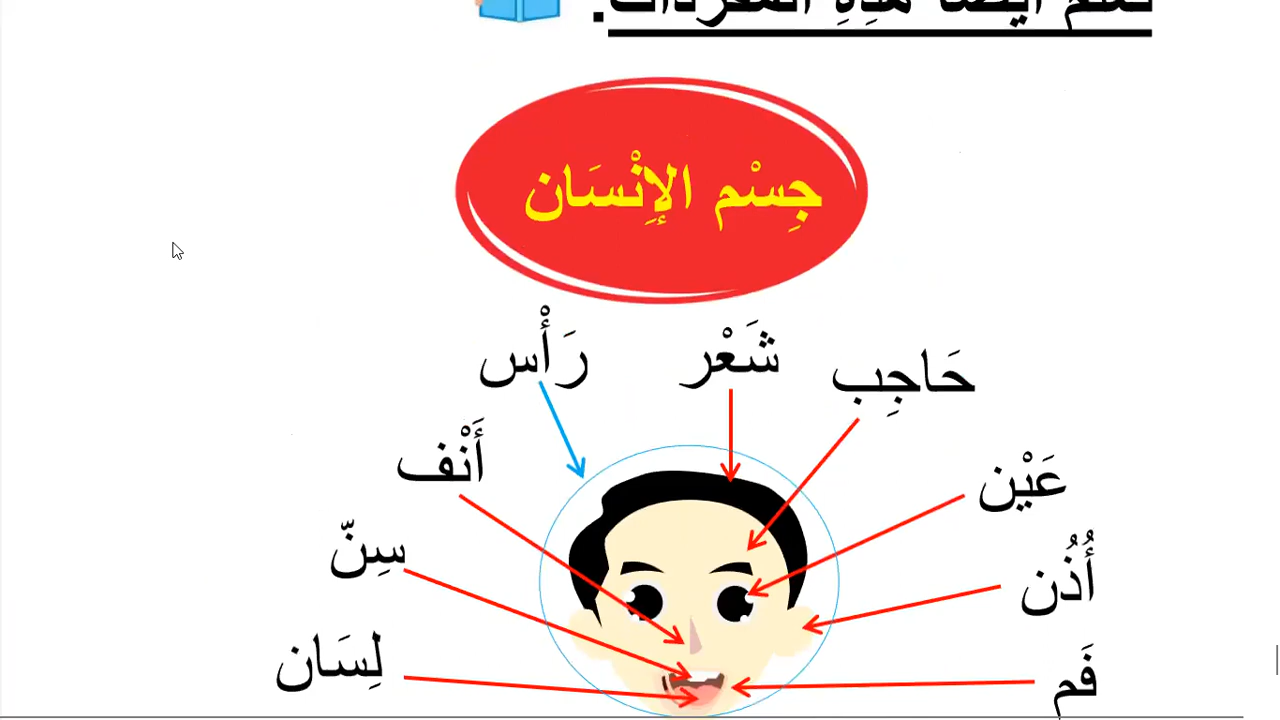 جِسْم الإِنْسَان
رَأْس
شَعْر
حَاجِب
أَنْف
عَيْن
سِنّ
أُذُن
لِسَان
فَم